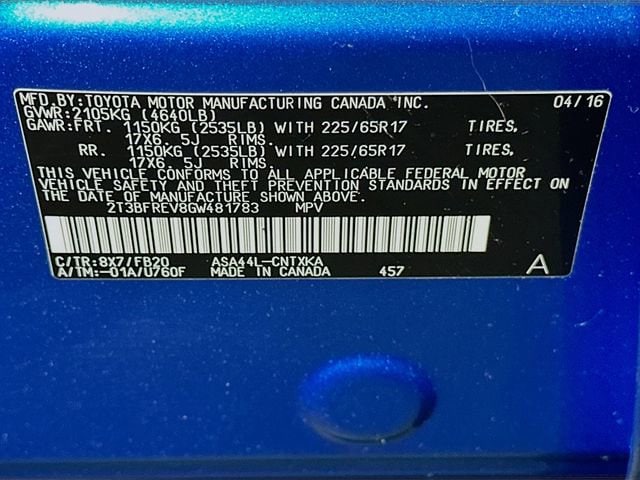 MFD.BY:TOYOTA MOTOR MANUFACTURING CANADA INC. 04/16
GVWR:2105KG (4640LB)
GAWR:FRT. 1150KG (2535LB) WITH 225/65R17 TIRES,
17X6. 5J RIMS.
RR. 1150KG (2535LB) WITH 225/65R17 TIRES,
17X6. 5J RIMS.
THIS VEHICLE CONFORMS TO ALL APPLICABLE FEDERAL MOTOR
VEHICLE SAFETY AND THEFT PREVENTION STANDARDS IN EFFECT ON
THE DATE OF MANUFACTURE SHOWN ABOVE.
2T3BFREV8GW481783 MPV
C/TR:8X7/FB20 ASA44L-CNTXKA
A/TM:-01A/U760F MADE IN CANADA 457 A